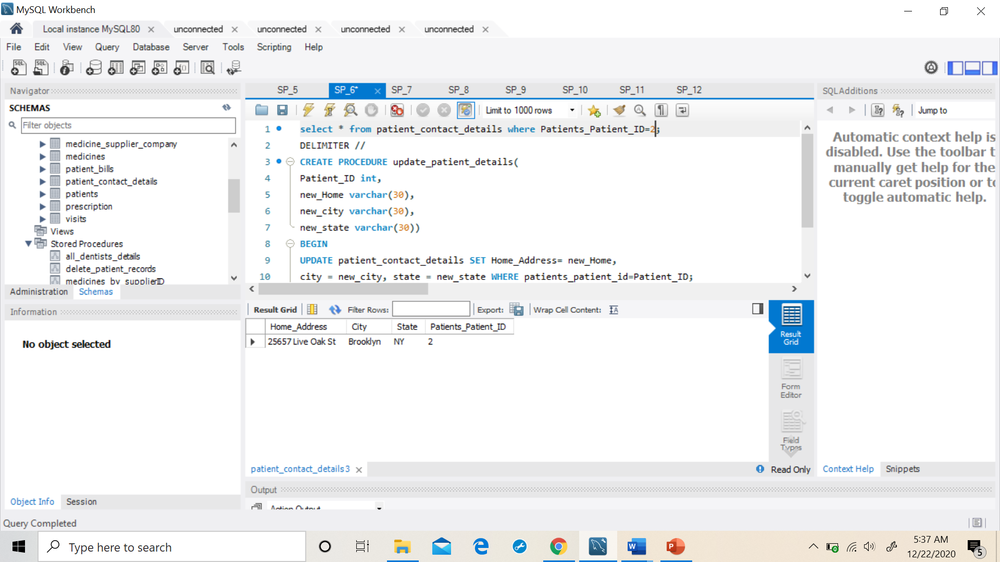 MySQL Workbench
Local instance MySQL80 unconnected unconnected unconnected unconnected
File Edit View Query Database Server Tools Scripting Help
Navigator
SCHEMAS
Filter objects
medicine_supplier_company
medicines
patient_bills
patient_contact_details
patients
prescription
visits
Views
Stored Procedures
all_dentists_details
delete_patient_records
medicines_by_supplierID
Administration Schemas
Information
No object selected
Object Info Session
SP_5 SP_6* SP_7 SP_8 SP_9 SP_10 SP_11 SP_12
Limit to 1000 rows
1 select * from patient_contact_details where Patients_Patient_ID=2;
2 DELIMITER //
3 CREATE PROCEDURE update_patient_details(
4 Patient_ID int,
5 new_Home varchar(30),
6 new_city varchar(30),
7 new_state varchar(30))
8 BEGIN
9 UPDATE patient_contact_details SET Home_Address= new_Home,
10 city = new_city, state = new_state WHERE patients_patient_id=Patient_ID;
Result Grid Filter Rows: Export: Wrap Cell Content:
Home_Address City State Patients_Patient_ID
25657 Live Oak St Brooklyn NY 2
Result
Grid
Form
Editor
Field
Types
patient_contact_details 3
Read Only
Output
Action Output
SQLAdditions
Jump to
Automatic context help is
disabled. Use the toolbar t
manually get help for the
current caret position or to
toggle automatic help.
Context Help Snippets
Query Completed
Type here to search
5:37 AM
12/22/2020
5